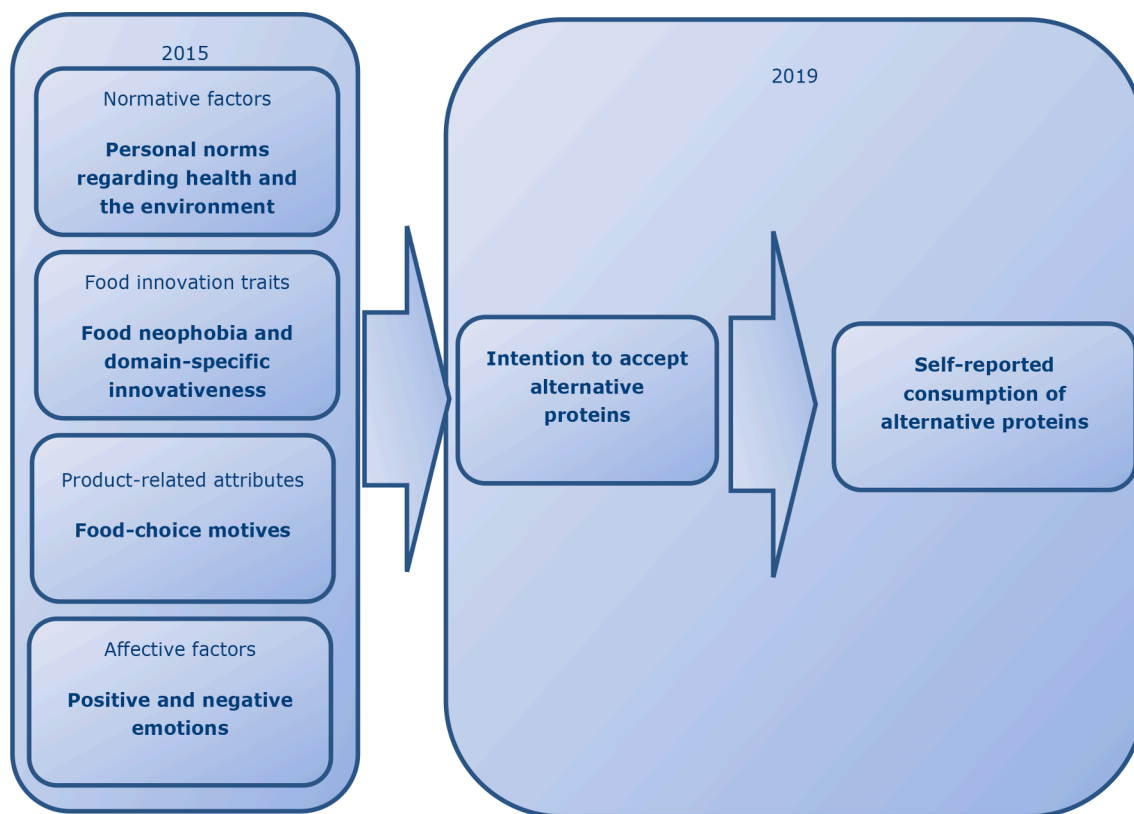 2015
Normative factors
Personal norms
regarding health and
the environment
Food innovation traits
Food neophobia and
domain-specific
innovativeness
Product-related attributes
Food-choice motives
Affective factors
Positive and negative
emotions
2019
Intention to accept
alternative
proteins
Self-reported
consumption of
alternative proteins